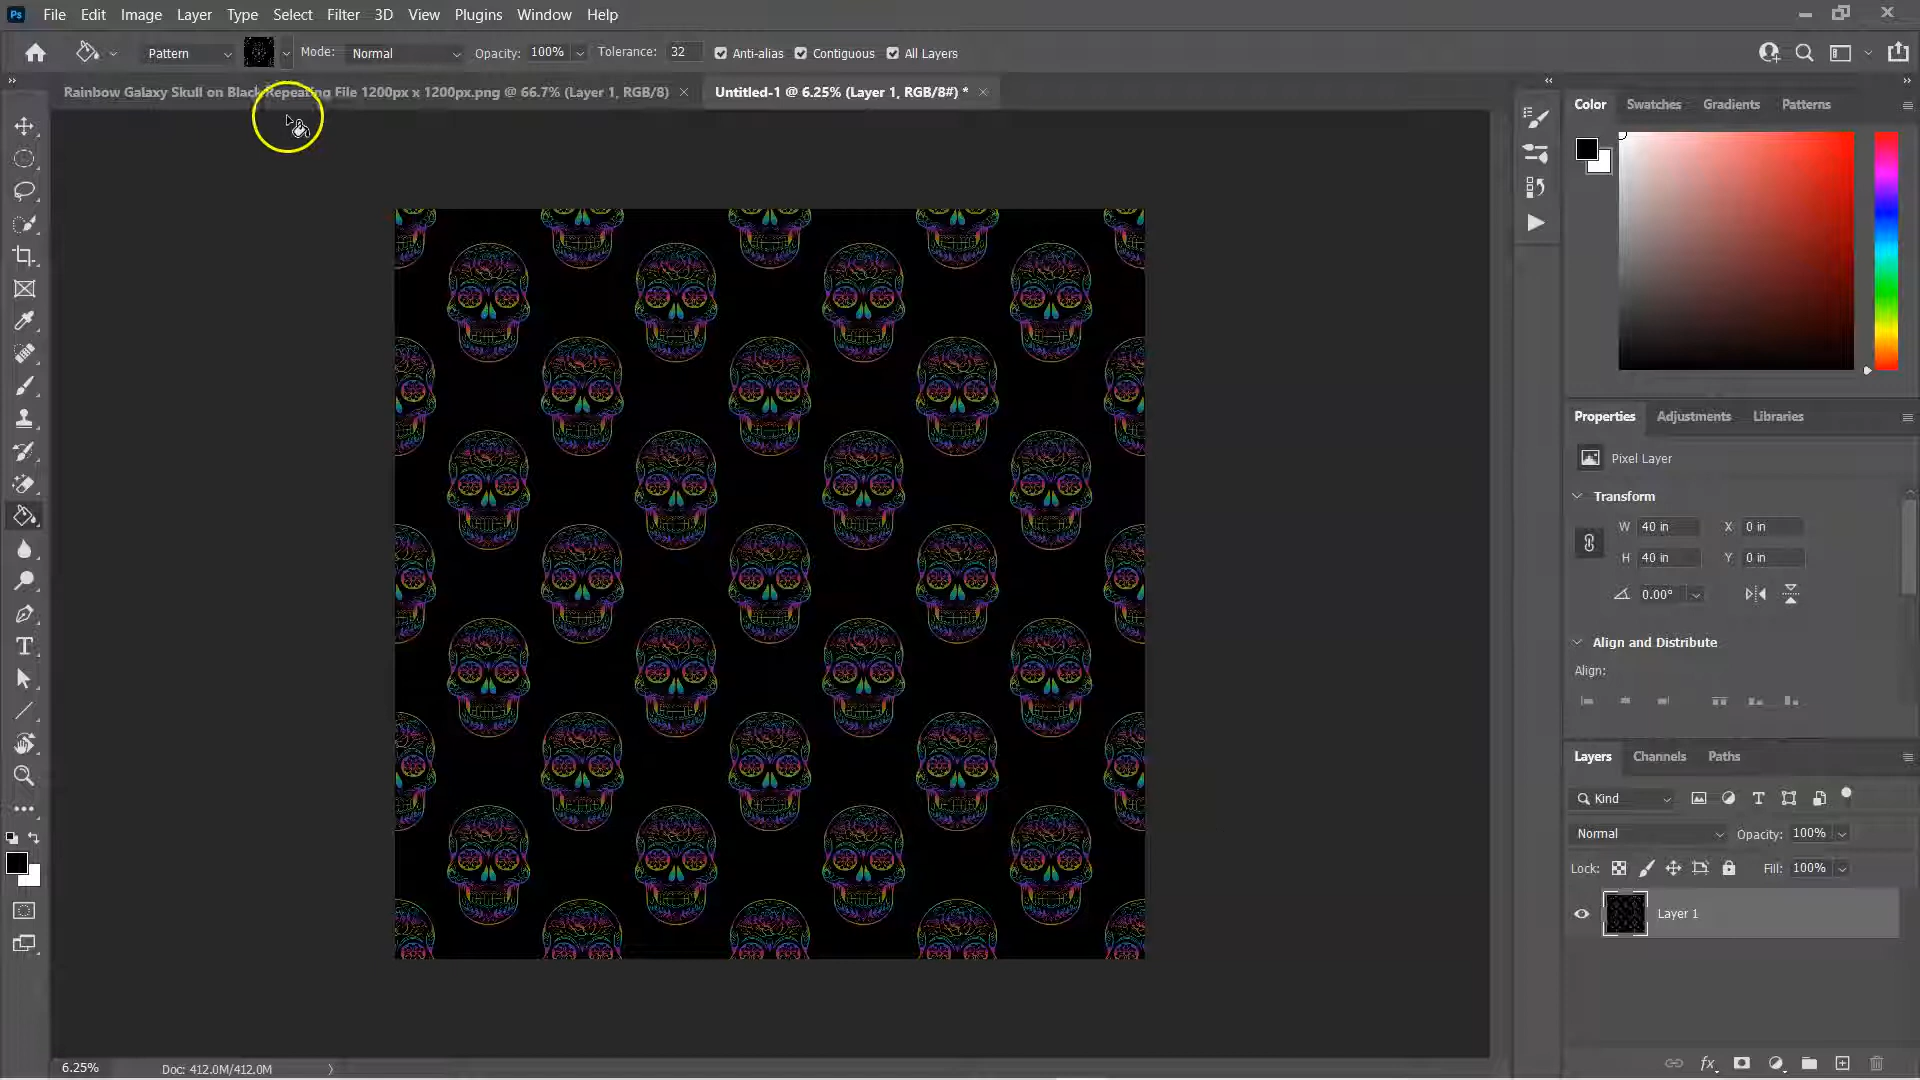 Ps File Edit Image Layer Type Select Filter 3D View Plugins Window Help
Pattern Mode: Normal Opacity: 100% Tolerance: 32 Anti-alias Contiguous All Layers
Rainbow Galaxy Skull on Black Repeating File 1200px x 1200px.png @ 66.7% (Layer 1, RGB/8) × Untitled-1 @ 6.25% (Layer 1, RGB/8#) * ×
Color Swatches Gradients Patterns
Properties Adjustments Libraries
Pixel Layer
Transform
W 40 in X 0 in
H 40 in Y 0 in
0.00°
Align and Distribute
Align:
Layers Channels Paths
Kind
Normal Opacity: 100%
Lock: Fill: 100%
Layer 1
fx
6.25% Doc: 412.0M/412.0M